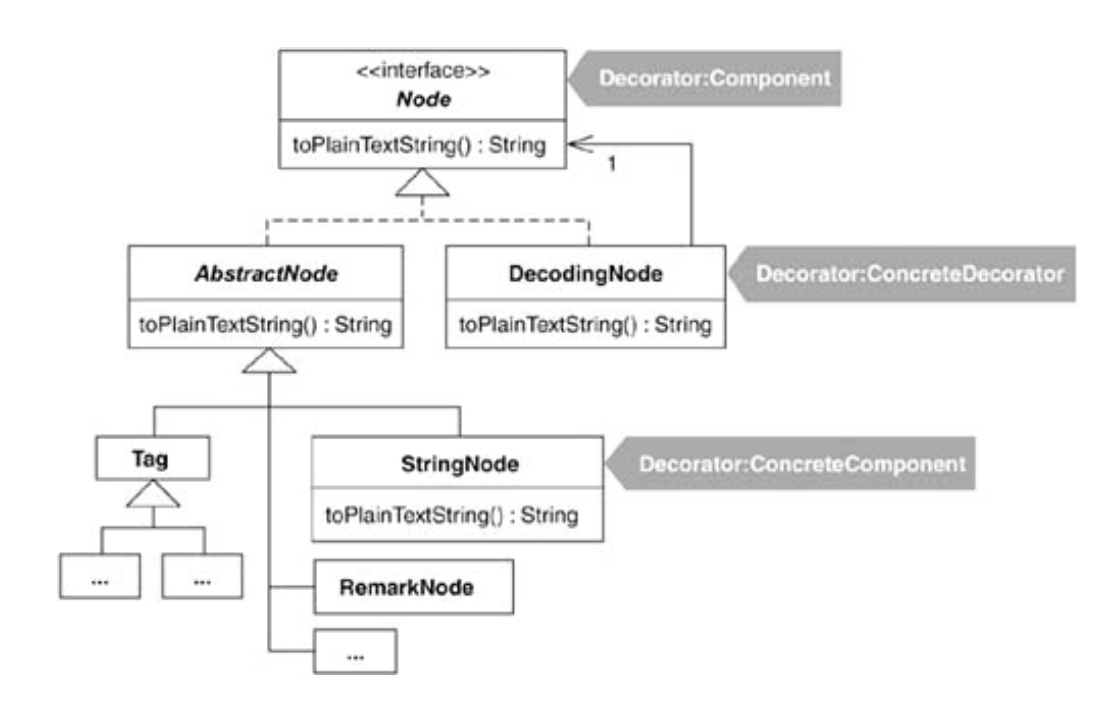 <<interface>>
Node
Decorator:Component
toPlainTextString() : String
1
AbstractNode
toPlainTextString() : String
DecodingNode
toPlainTextString() : String
Decorator:ConcreteDecorator
Tag
...
...
StringNode
toPlainTextString() : String
Decorator:ConcreteComponent
RemarkNode
...